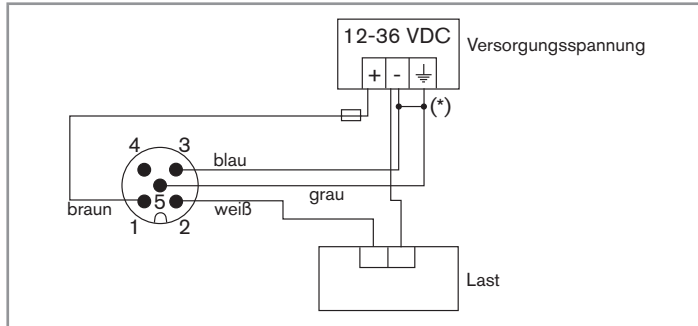 12-36 VDC
Versorgungsspannung
+ - 
(*)
4 3
blau
5
grau
braun
weiß
1 2
Last